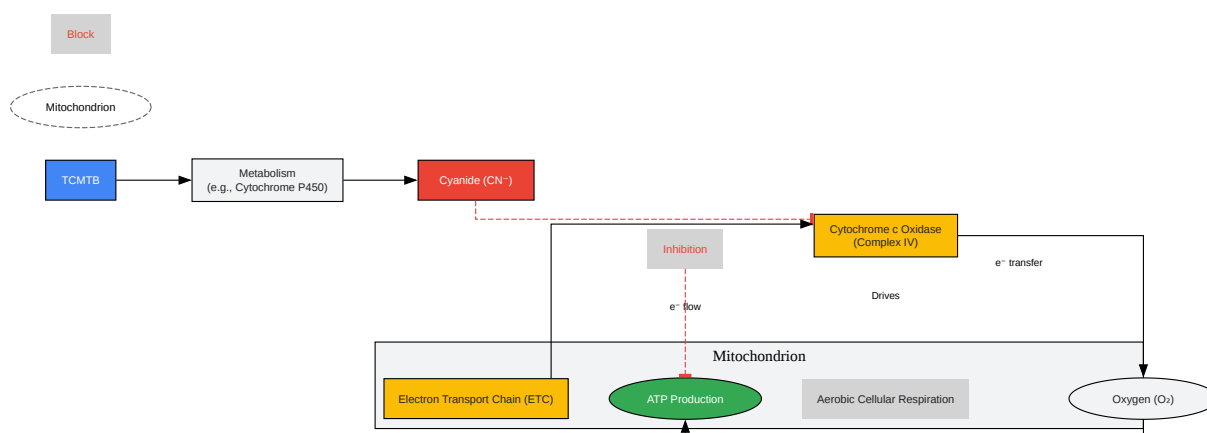 Block
Mitochondrion
TCMTB
Metabolism
(e.g., Cytochrome P450)
Cyanide (CN⁻)
Cytochrome c Oxidase
(Complex IV)
Inhibition
e⁻ transfer
Drives
e⁻ flow
Mitochondrion
Electron Transport Chain (ETC)
ATP Production
Aerobic Cellular Respiration
Oxygen (O₂)